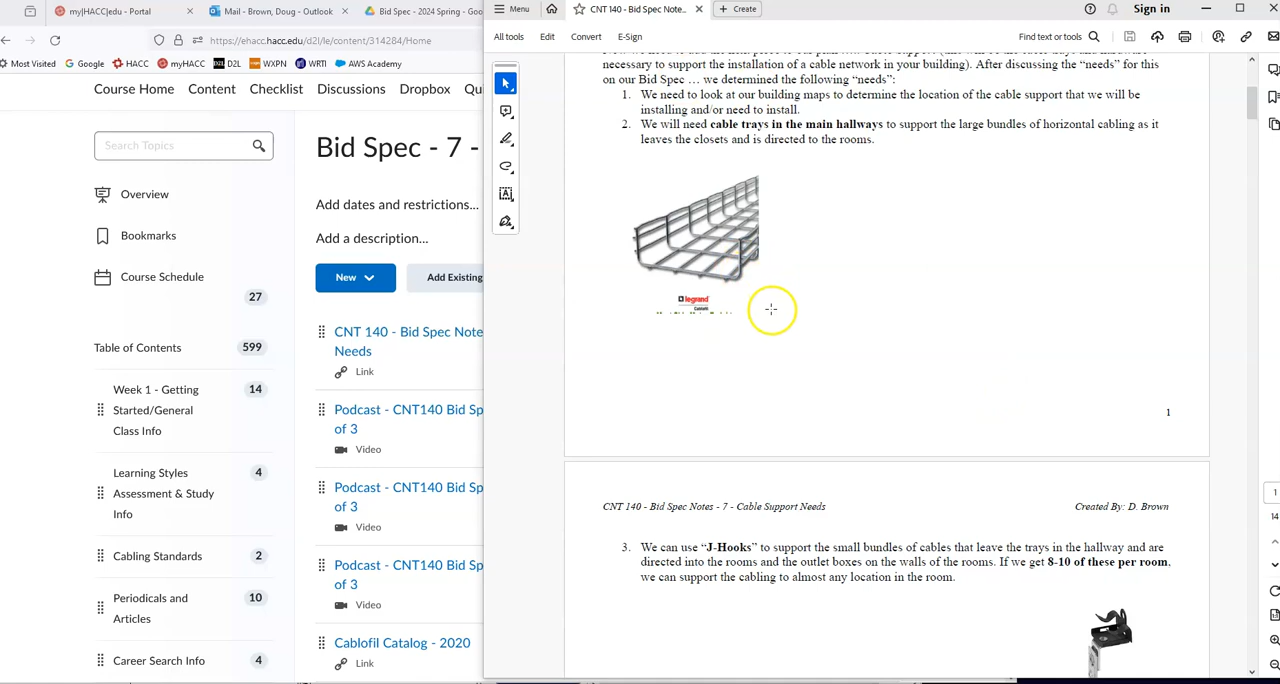 my|HACC|edu - Portal
Mail - Brown, Doug - Outlook
Bid Spec - 2024 Spring - Goo
https://ehacc.hacc.edu/d2l/le/content/314284/Home
Most Visited Google HACC myHACC D2L WXPN WRTI AWS Academy
Course Home Content Checklist Discussions Dropbox Qu
Search Topics
Overview
Bookmarks
Course Schedule
27
Table of Contents 599
Week 1 - Getting
Started/General
Class Info
14
Learning Styles
Assessment & Study
Info
4
Cabling Standards 2
Periodicals and
Articles
10
Career Search Info 4
Bid Spec - 7 -
Add dates and restrictions...
Add a description...
New Add Existing
CNT 140 - Bid Spec Note
Needs
Link
Podcast - CNT140 Bid Sp
of 3
Video
Podcast - CNT140 Bid Sp
of 3
Video
Podcast - CNT140 Bid Sp
of 3
Video
Cablofil Catalog - 2020
Link
Menu CNT 140 - Bid Spec Note... Create Sign in
All tools Edit Convert E-Sign Find text or tools
necessary to support the installation of a cable network in your building). After discussing the “needs” for this
on our Bid Spec … we determined the following “needs”:
1. We need to look at our building maps to determine the location of the cable support that we will be
installing and/or need to install.
2. We will need cable trays in the main hallways to support the large bundles of horizontal cabling as it
leaves the closets and is directed to the rooms.
legrand
1
CNT 140 - Bid Spec Notes - 7 - Cable Support Needs Created By: D. Brown
3. We can use “J-Hooks” to support the small bundles of cables that leave the trays in the hallway and are
directed into the rooms and the outlet boxes on the walls of the rooms. If we get 8-10 of these per room,
we can support the cabling to almost any location in the room.
1
14